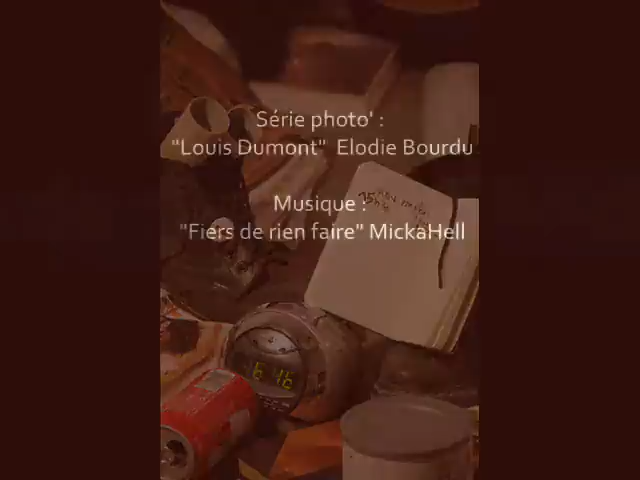 Série photo' :
"Louis Dumont" Elodie Bourdu
Musique :
"Fiers de rien faire" MickaHell